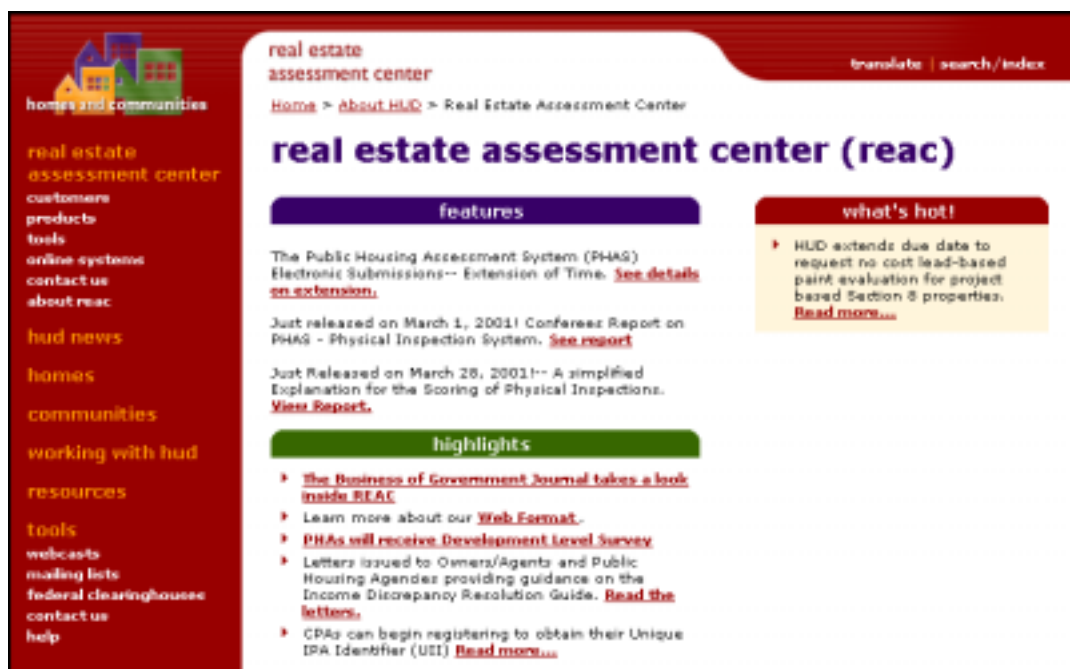 homes and communities
real estate
assessment center
customers
products
tools
online systems
contact us
about reac
hud news
homes
communities
working with hud
resources
tools
webcasts
mailing lists
federal clearinghouses
contact us
help
real estate
assessment center
translate | search/index
Home > About HUD > Real Estate Assessment Center
real estate assessment center (reac)
features
The Public Housing Assessment System (PHAS)
Electronic Submissions-- Extension of Time. See details
on extension.
Just released on March 1, 2001! Conferees Report on
PHAS - Physical Inspection System. See report
Just Released on March 28, 2001!-- A simplified
Explanation for the Scoring of Physical Inspections.
View Report.
highlights
The Business of Government Journal takes a look
inside REAC
Learn more about our Web Format .
PHAs will receive Development Level Survey
Letters issued to Owners/Agents and Public
Housing Agencies providing guidance on the
Income Discrepancy Resolution Guide. Read the
letters.
CPAs can begin registering to obtain their Unique
IPA Identifier (UII) Read more...
what's hot!
HUD extends due date to
request no cost lead-based
paint evaluation for project
based Section 8 properties.
Read more...